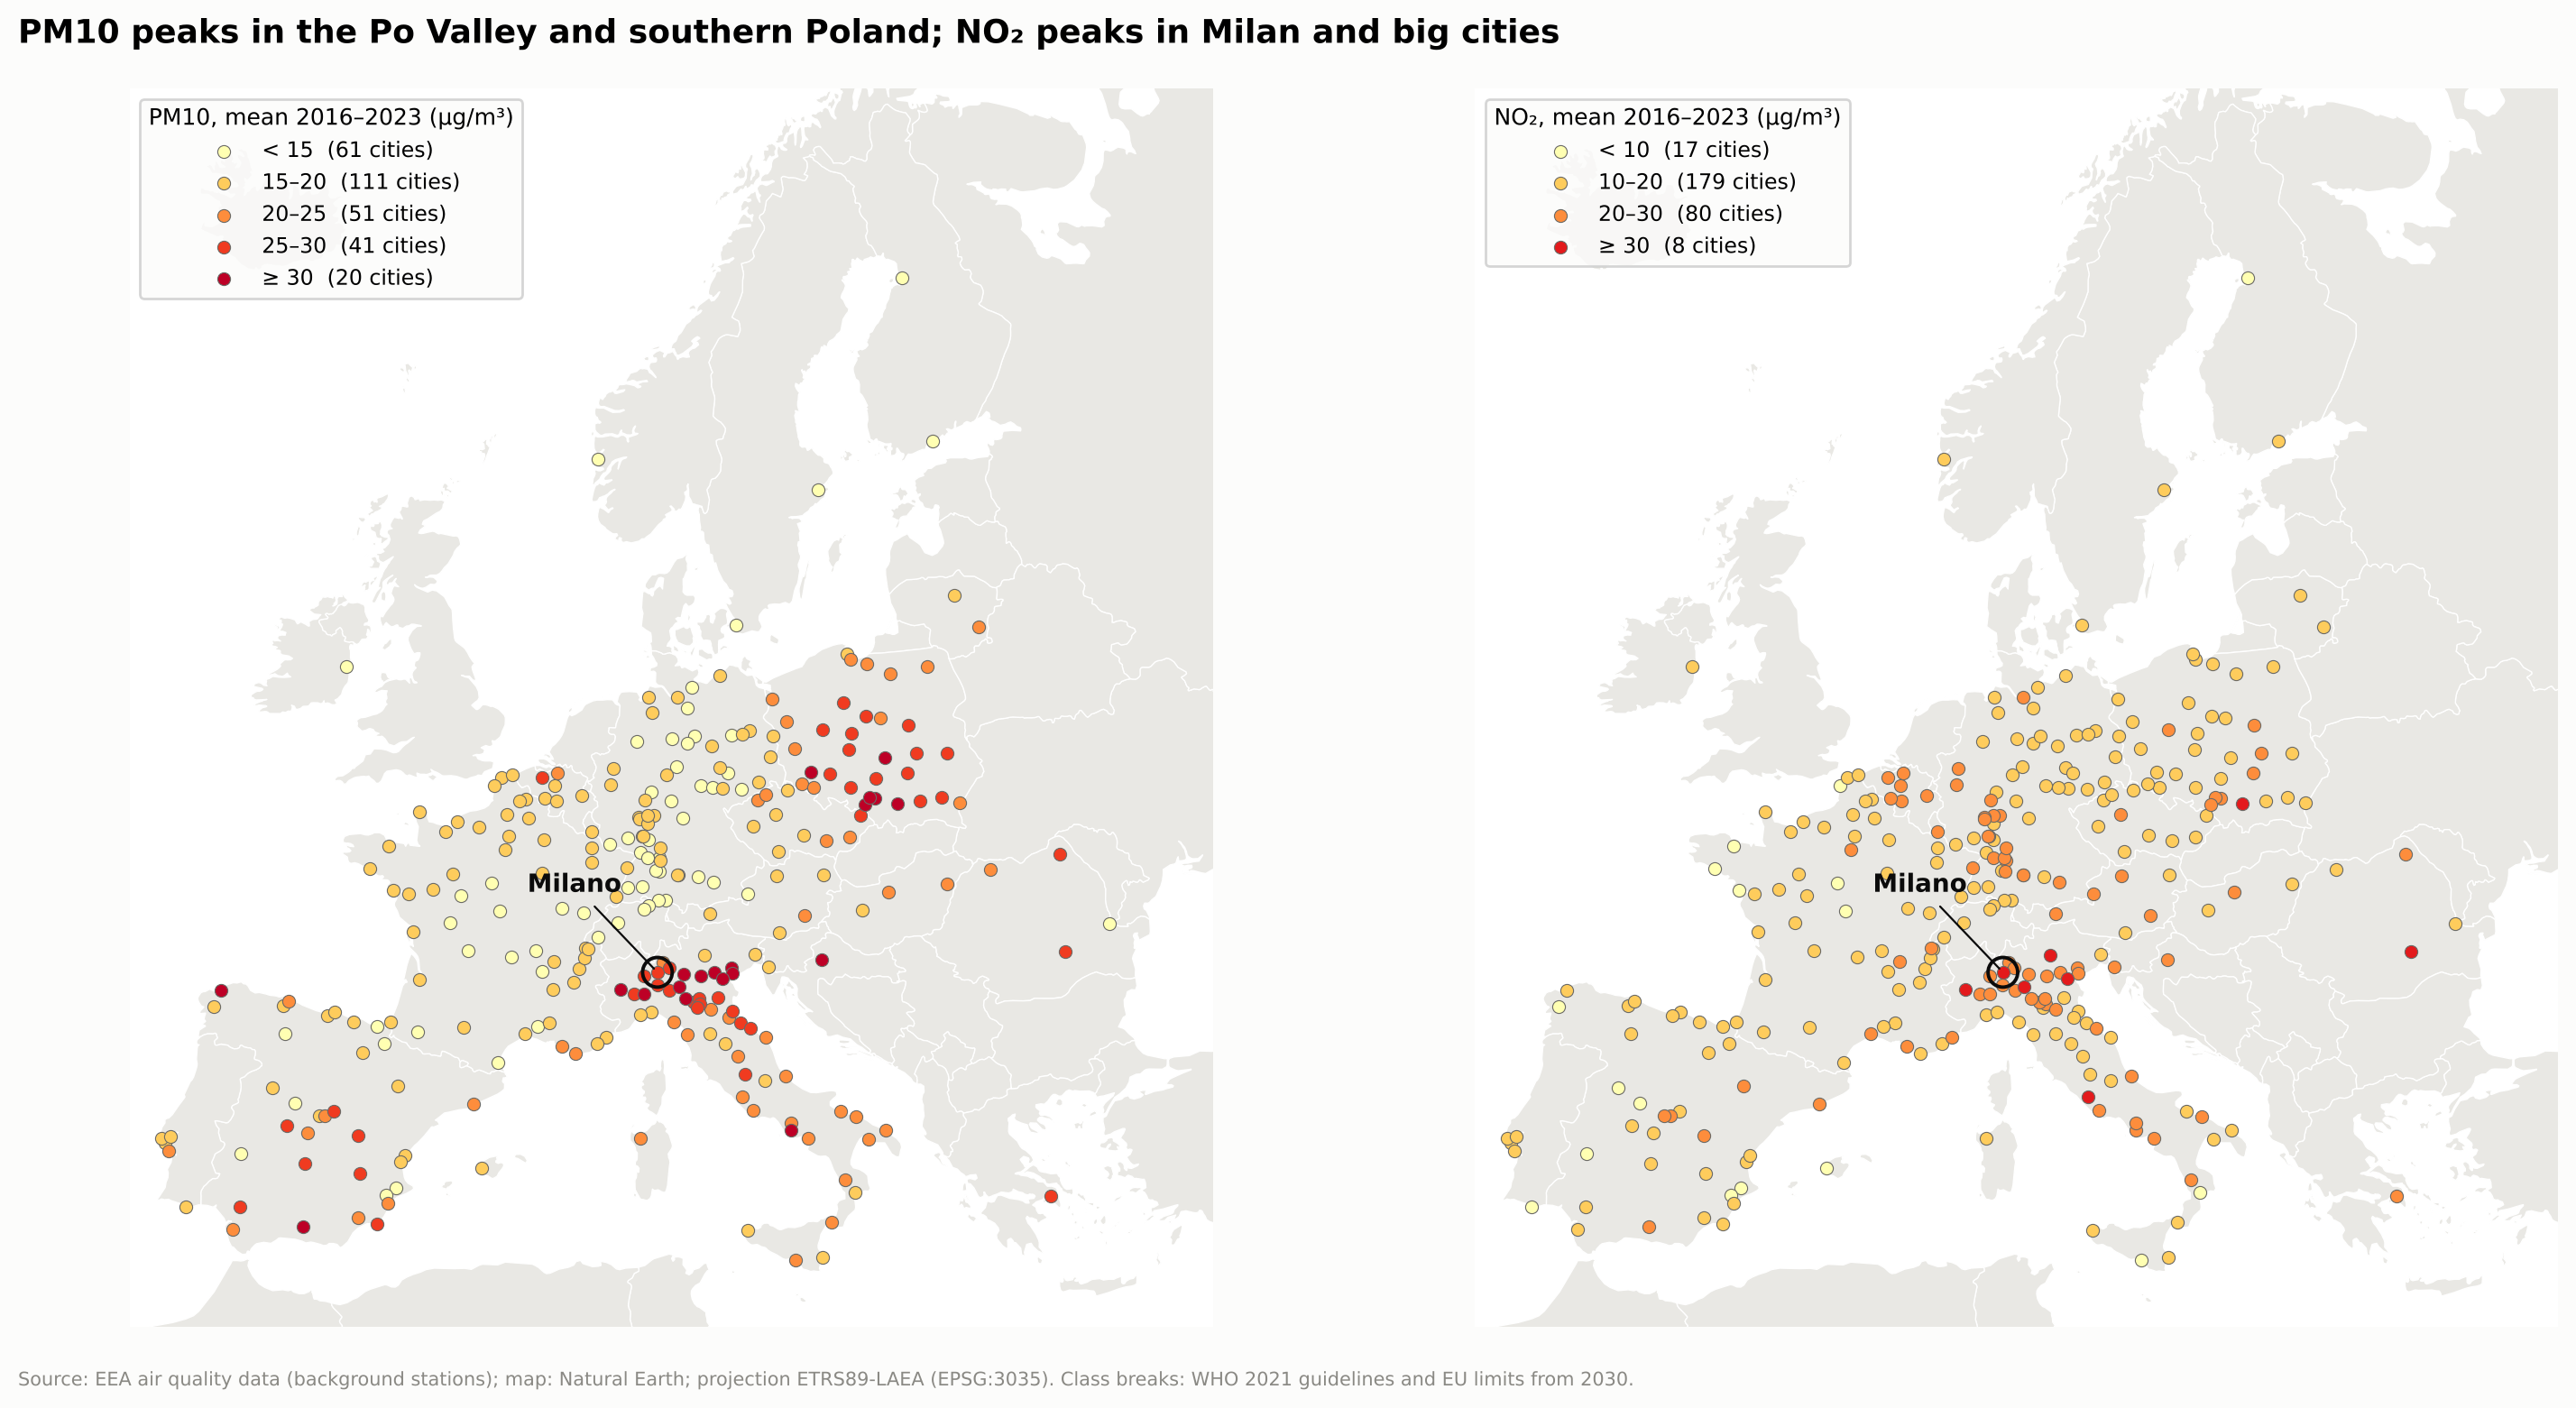 PM10 peaks in the Po Valley and southern Poland; NO₂ peaks in Milan and big cities
PM10, mean 2016–2023 (µg/m³)
< 15  (61 cities)
15–20  (111 cities)
20–25  (51 cities)
25–30  (41 cities)
≥ 30  (20 cities)
Milano
NO₂, mean 2016–2023 (µg/m³)
< 10  (17 cities)
10–20  (179 cities)
20–30  (80 cities)
≥ 30  (8 cities)
Milano
Source: EEA air quality data (background stations); map: Natural Earth; projection ETRS89-LAEA (EPSG:3035). Class breaks: WHO 2021 guidelines and EU limits from 2030.